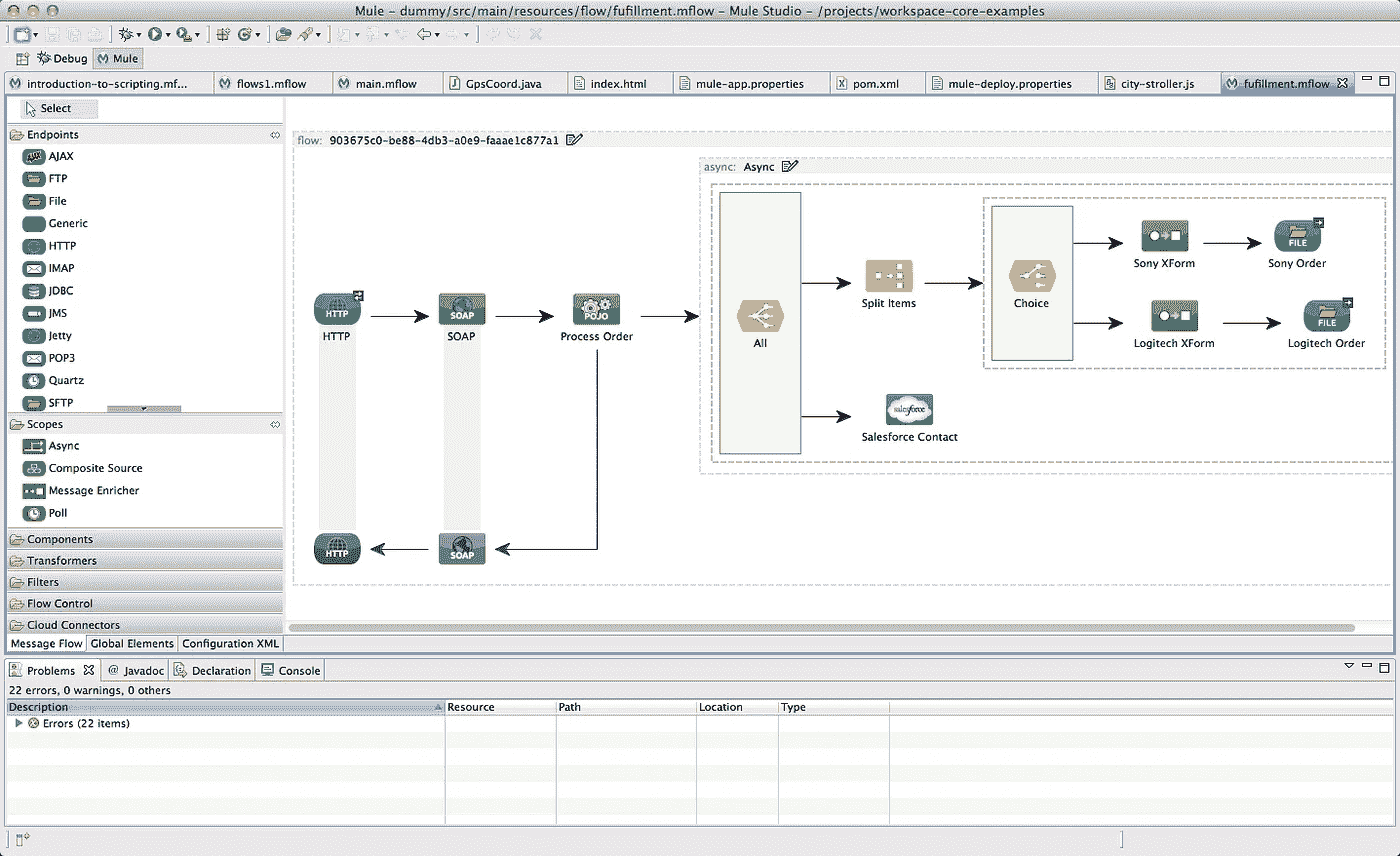 Mule – dummy/src/main/resources/flow/fufillment.mflow – Mule Studio – /projects/workspace-core-examples
Debug Mule
introduction-to-scripting.mf... flows1.mflow main.mflow GpsCoord.java index.html mule-app.properties pom.xml mule-deploy.properties city-stroller.js fufillment.mflow
Select
Endpoints
AJAX
FTP
File
Generic
HTTP
IMAP
JDBC
JMS
Jetty
POP3
Quartz
SFTP
Scopes
Async
Composite Source
Message Enricher
Poll
Components
Transformers
Filters
Flow Control
Cloud Connectors
flow: 903675c0-be88-4db3-a0e9-faaae1c877a1
async: Async
HTTP
HTTP
SOAP
SOAP
POJO
Process Order
All
Split Items
Choice
Sony XForm
FILE
Sony Order
Logitech XForm
FILE
Logitech Order
salesforce
Salesforce Contact
HTTP
SOAP
Message Flow Global Elements Configuration XML
Problems @ Javadoc Declaration Console
22 errors, 0 warnings, 0 others
Description Resource Path Location Type
Errors (22 items)